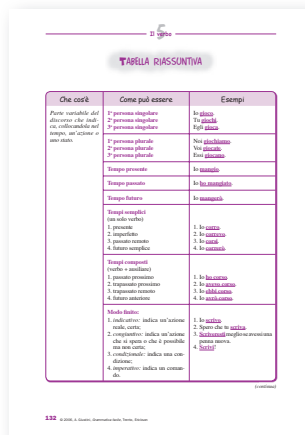 5
Il verbo
TABELLA RIASSUNTIVA
Che cos'è
Come può essere
Esempi
Parte variabile del
discorso che indi-
ca, collocandola nel
tempo, un'azione o
uno stato.
1ª persona singolare
2ª persona singolare
3ª persona singolare
Io gioco.
Tu giochi.
Egli gioca.
1ª persona plurale
2ª persona plurale
3ª persona plurale
Noi giochiamo.
Voi giocate.
Essi giocano.
Tempo presente
Io mangio.
Tempo passato
Io ho mangiato.
Tempo futuro
Io mangerò.
Tempi semplici
(un solo verbo)
1. presente
2. imperfetto
3. passato remoto
4. futuro semplice
1. Io corro.
2. Io correvo.
3. Io corsi.
4. Io correrò.
Tempi composti
(verbo + ausiliare)
1. passato prossimo
2. trapassato prossimo
3. trapassato remoto
4. futuro anteriore
1. Io ho corso.
2. Io avevo corso.
3. Io ebbi corso.
4. Io avrò corso.
Modo finito:
1. indicativo: indica un'azione
reale, certa;
2. congiuntivo: indica un'azione
che si spera o che è possibile
ma non certa;
3. condizionale: indica una con-
dizione;
4. imperativo: indica un coman-
do.
1. Io scrivo.
2. Spero che tu scriva.
3. Scriverei meglio se avessi una
penna nuova.
4. Scrivi!
(continua)
132